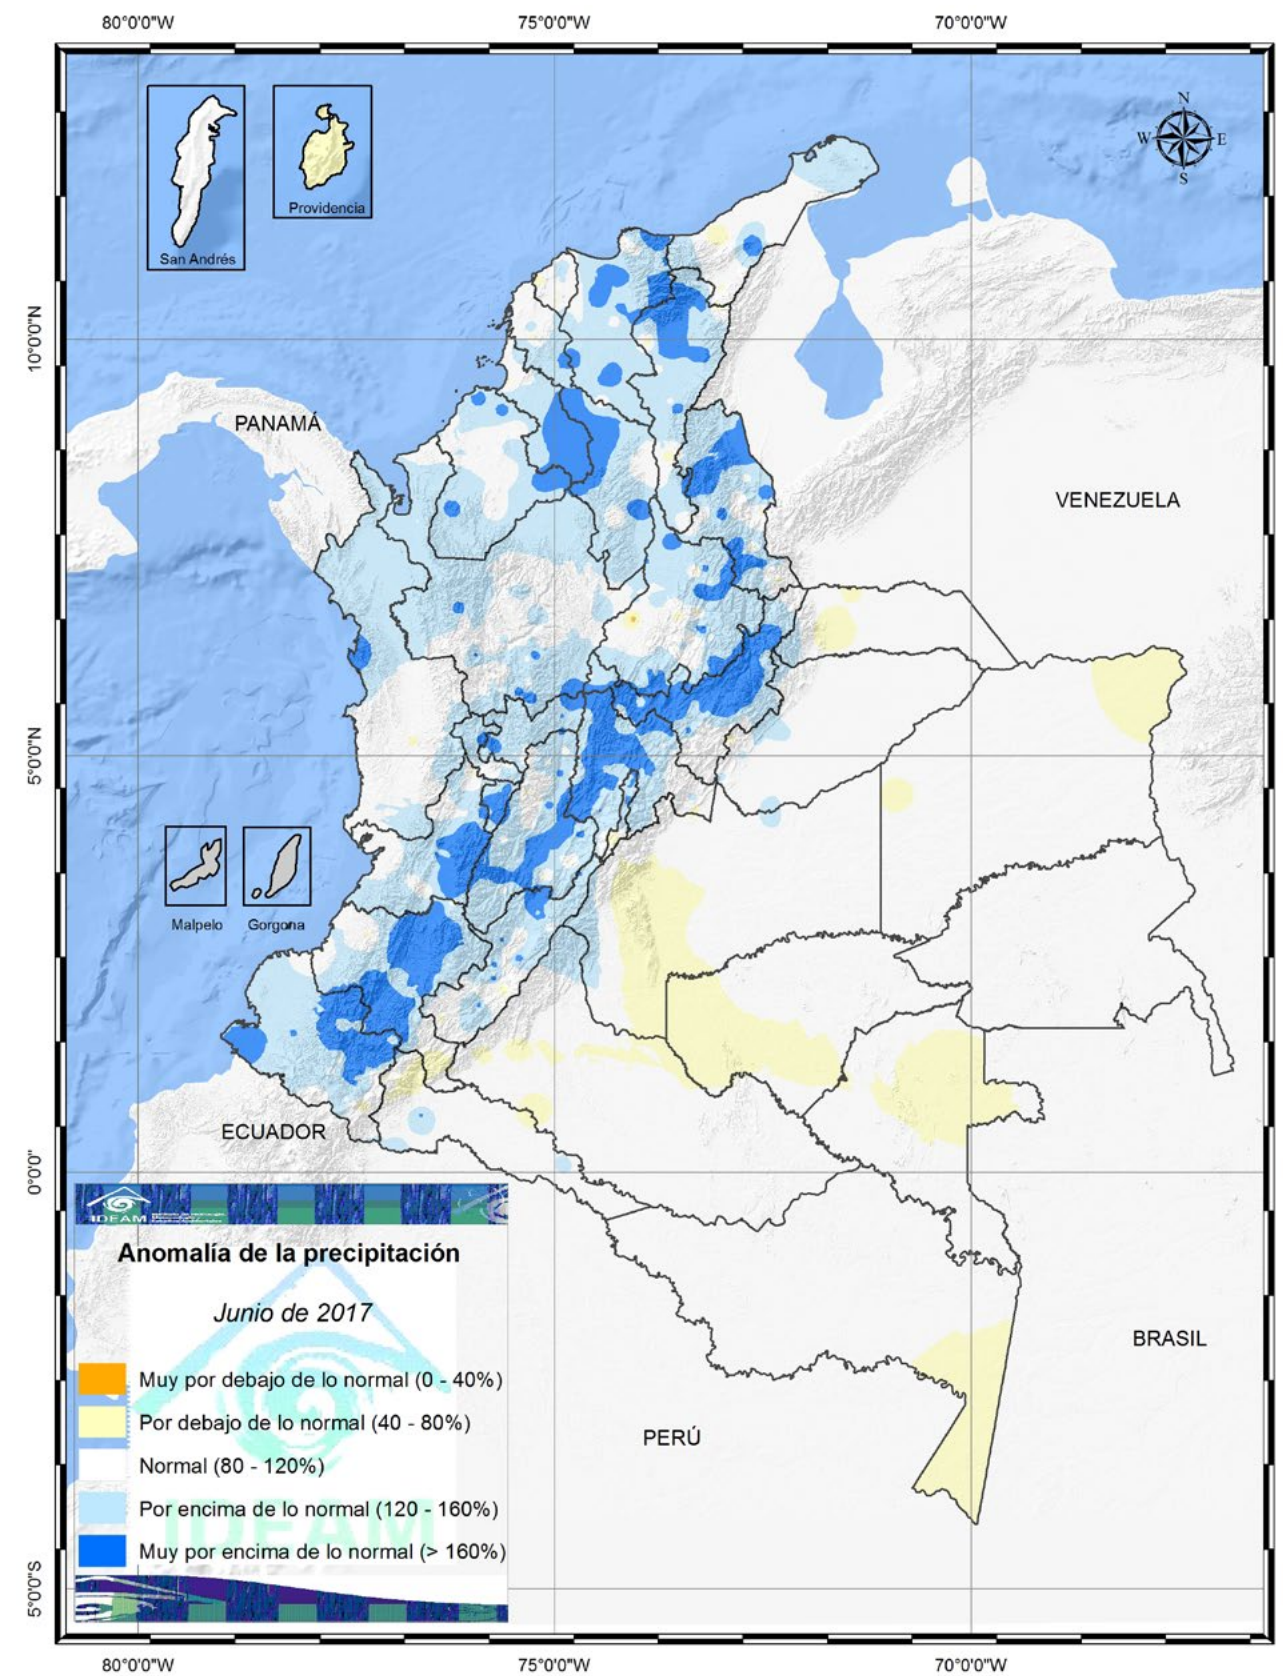 80°0'0"W
75°0'0"W
70°0'0"W
N
W
E
S
San Andrés
Providencia
10°0'0"N
PANAMÁ
VENEZUELA
5°0'0"N
Malpelo
Gorgona
ECUADOR
0°0'0"
IDEAM
Anomalía de la precipitación
Junio de 2017
Muy por debajo de lo normal (0 - 40%)
Por debajo de lo normal (40 - 80%)
Normal (80 - 120%)
Por encima de lo normal (120 - 160%)
IDEAM
Muy por encima de lo normal (> 160%)
BRASIL
PERÚ
5°0'0"S
80°0'0"W
75°0'0"W
70°0'0"W